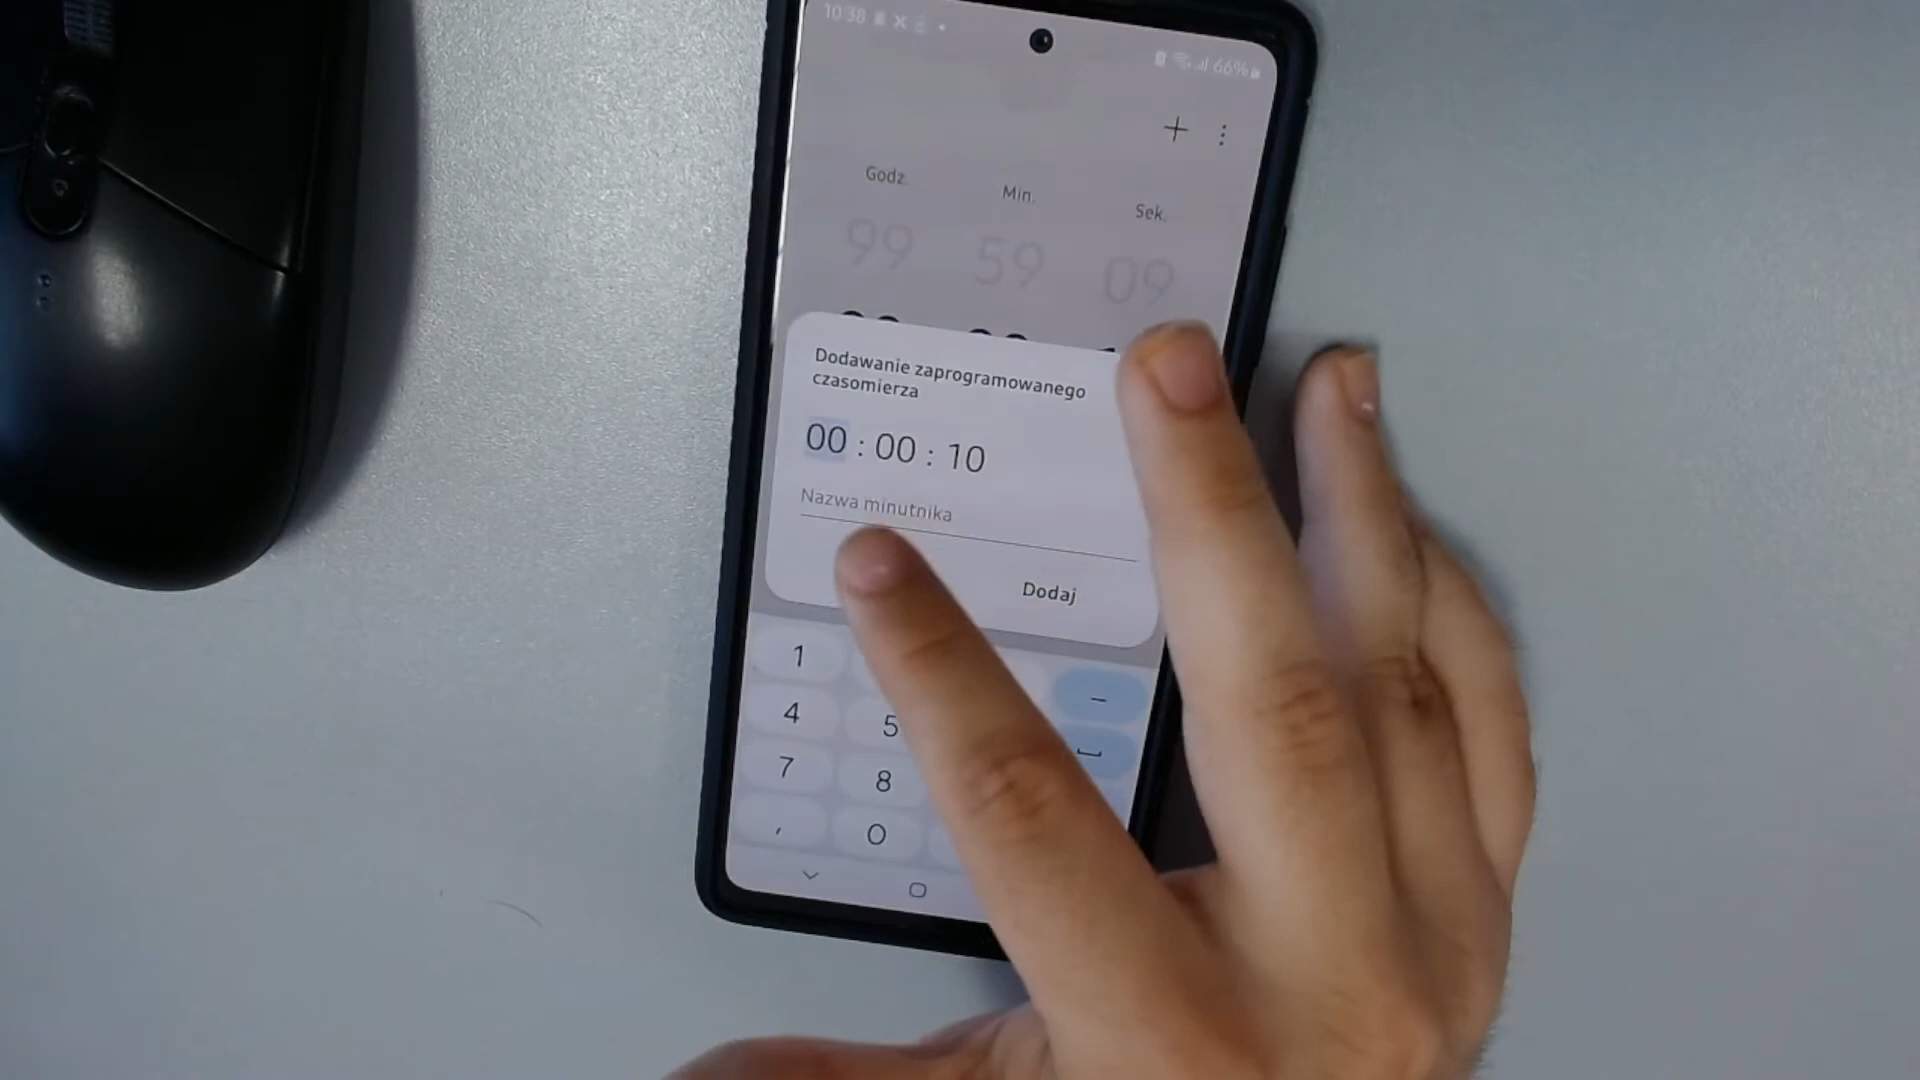 10:38
66%
Godz. Min. Sek.
99 59 09
Dodawanie zaprogramowanego
czasomierza
00 : 00 : 10
Nazwa minutnika
Dodaj
1
4 5
7 8
, 0